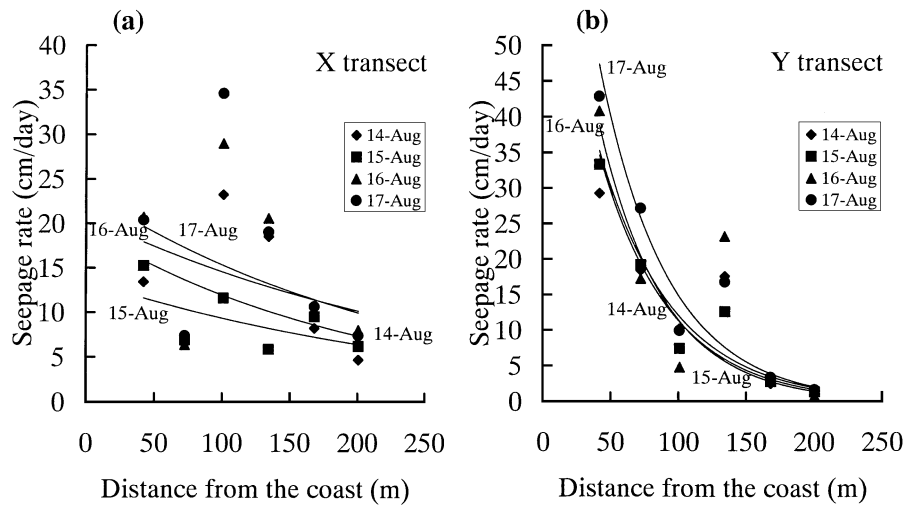 (a)
X transect
Seepage rate (cm/day)
40
35
30
25
20
15
10
5
0
14-Aug
15-Aug
16-Aug
17-Aug
16-Aug
17-Aug
15-Aug
14-Aug
0
50
100
150
200
250
Distance from the coast (m)
(b)
Y transect
Seepage rate (cm/day)
50
45
40
35
30
25
20
15
10
5
0
17-Aug
16-Aug
14-Aug
15-Aug
14-Aug
15-Aug
16-Aug
17-Aug
0
50
100
150
200
250
Distance from the coast (m)